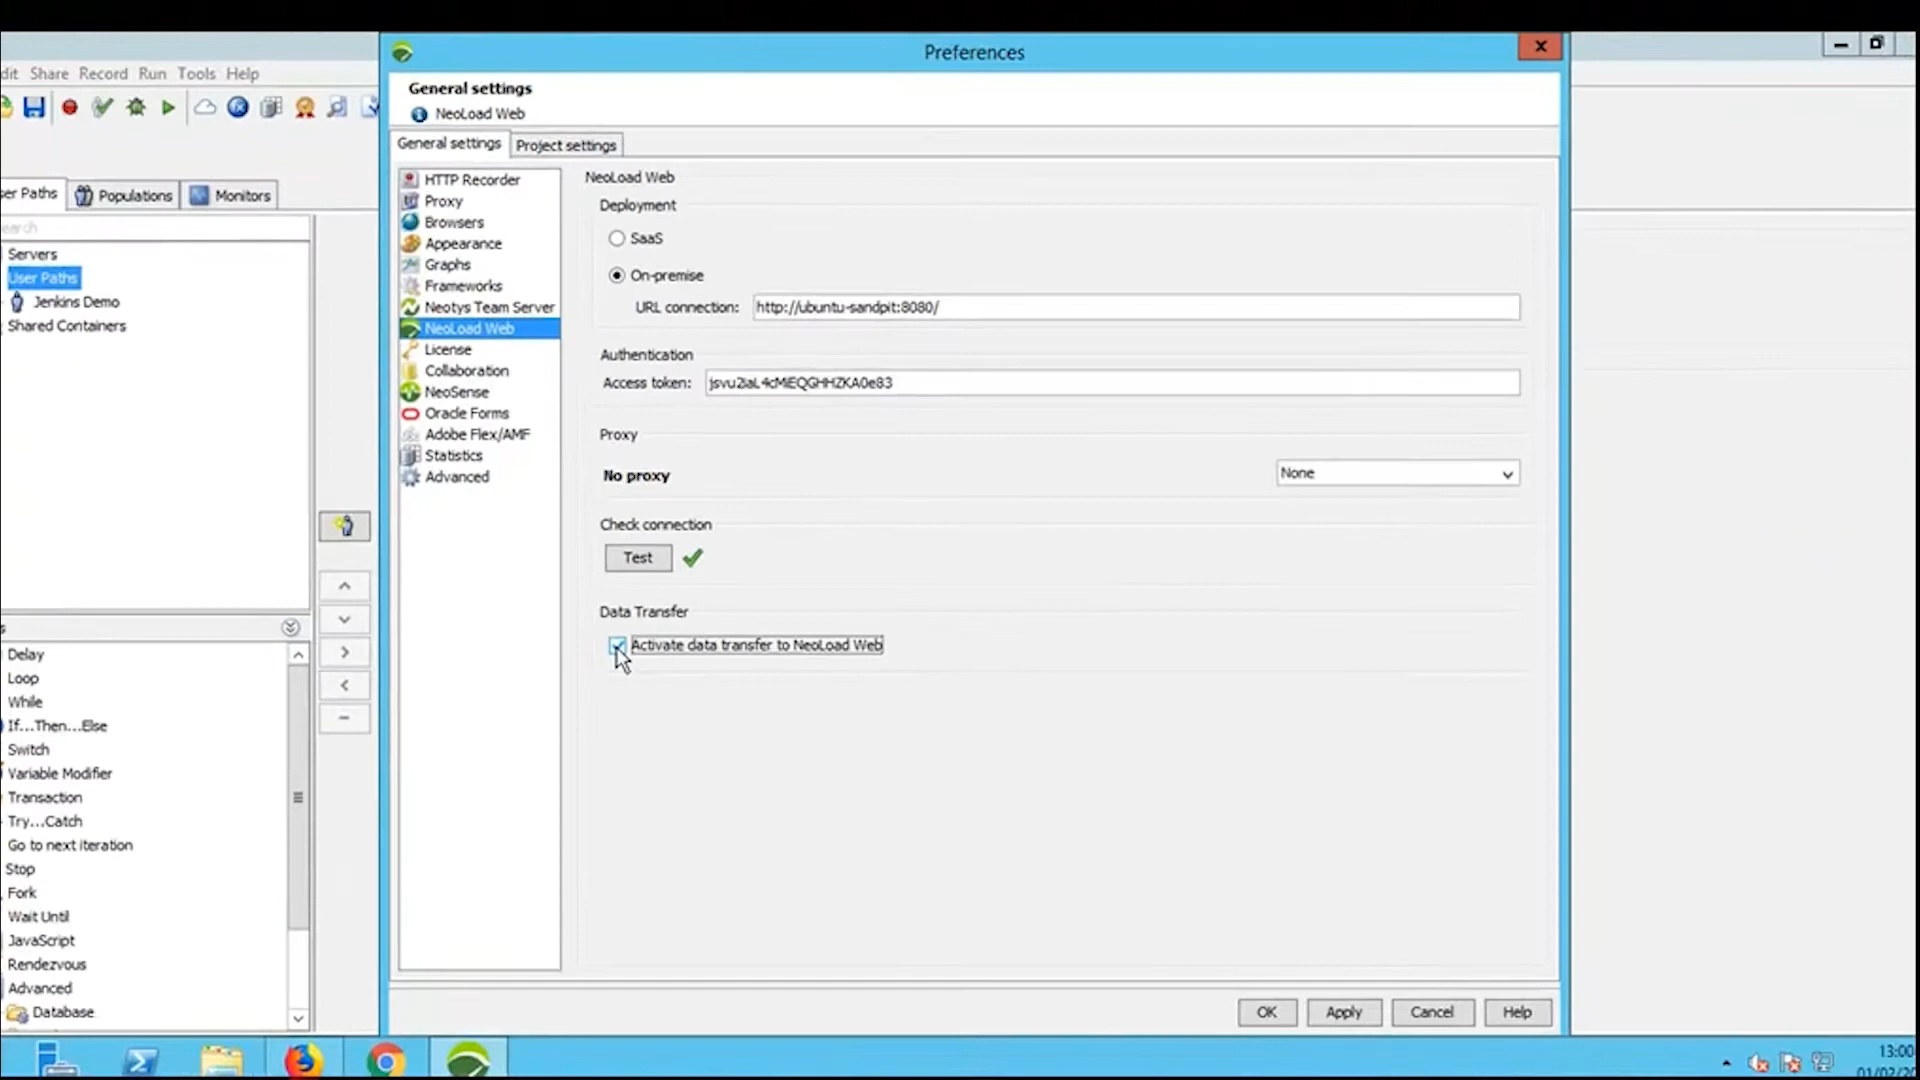 Preferences
dit Share Record Run Tools Help
General settings
NeoLoad Web
General settings
Project settings
ser Paths
Populations
Monitors
earch
Servers
User Paths
Jenkins Demo
Shared Containers
HTTP Recorder
Proxy
Browsers
Appearance
Graphs
Frameworks
Neotys Team Server
NeoLoad Web
License
Collaboration
NeoSense
Oracle Forms
Adobe Flex/AMF
Statistics
Advanced
NeoLoad Web
Deployment
SaaS
On-premise
URL connection: http://ubuntu-sandpit:8080/
Authentication
Access token: jsvu2iaL4cMiEQGHHZKA0e83
Proxy
No proxy
None
Check connection
Test
Data Transfer
Activate data transfer to NeoLoad Web
s
Delay
Loop
While
If...Then...Else
Switch
Variable Modifier
Transaction
Try...Catch
Go to next iteration
Stop
Fork
Wait Until
JavaScript
Rendezvous
Advanced
Database
OK
Apply
Cancel
Help
13:00
01/02/20